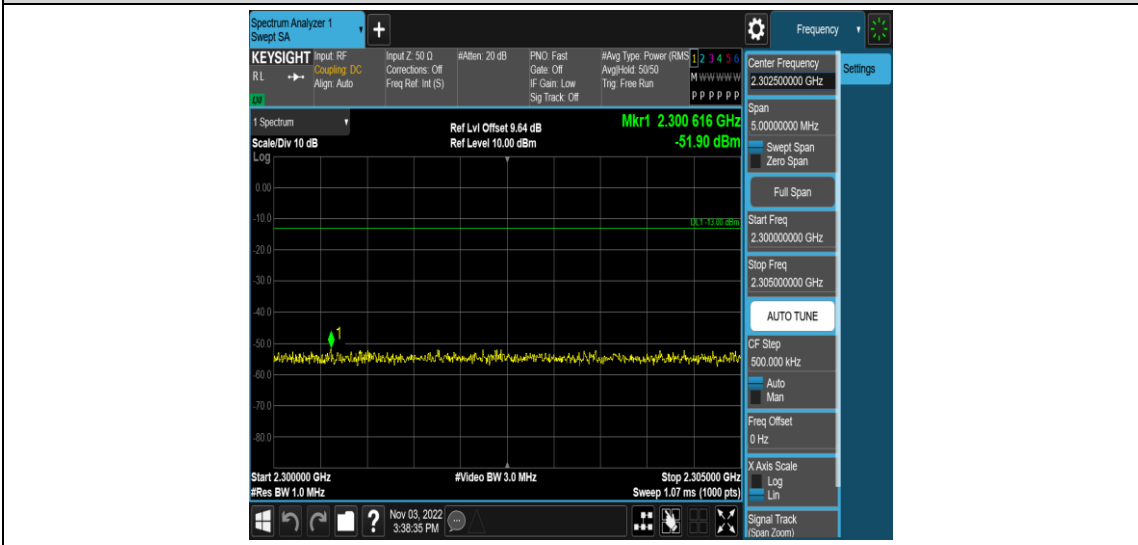 Spectrum Analyzer 1
Swept SA
+
Frequency
KEYSIGHT
RL
LXI
Input: RF
Coupling: DC
Align: Auto
Input Z: 50 Ω
Corrections: Off
Freq Ref: Int (S)
#Atten: 20 dB
PNO: Fast
Gate: Off
IF Gain: Low
Sig Track: Off
#Avg Type: Power (RMS
Avg|Hold: 50/50
Trig: Free Run
1 2 3 4 5 6
M W W W W W
P P P P P P
1 Spectrum
Scale/Div 10 dB
Log
Ref Lvl Offset 9.64 dB
Ref Level 10.00 dBm
Mkr1 2.300 616 GHz
-51.90 dBm
0.00
-10.0
DL1 -13.00 dBm
-20.0
-30.0
-40.0
1
-50.0
-60.0
-70.0
-80.0
Start 2.300000 GHz
#Video BW 3.0 MHz
Stop 2.305000 GHz
#Res BW 1.0 MHz
Sweep 1.07 ms (1000 pts)
?
Nov 03, 2022
3:38:35 PM
Center Frequency
2.302500000 GHz
Settings
Span
5.00000000 MHz
Swept Span
Zero Span
Full Span
Start Freq
2.300000000 GHz
Stop Freq
2.305000000 GHz
AUTO TUNE
CF Step
500.000 kHz
Auto
Man
Freq Offset
0 Hz
X Axis Scale
Log
Lin
Signal Track
(Span Zoom)